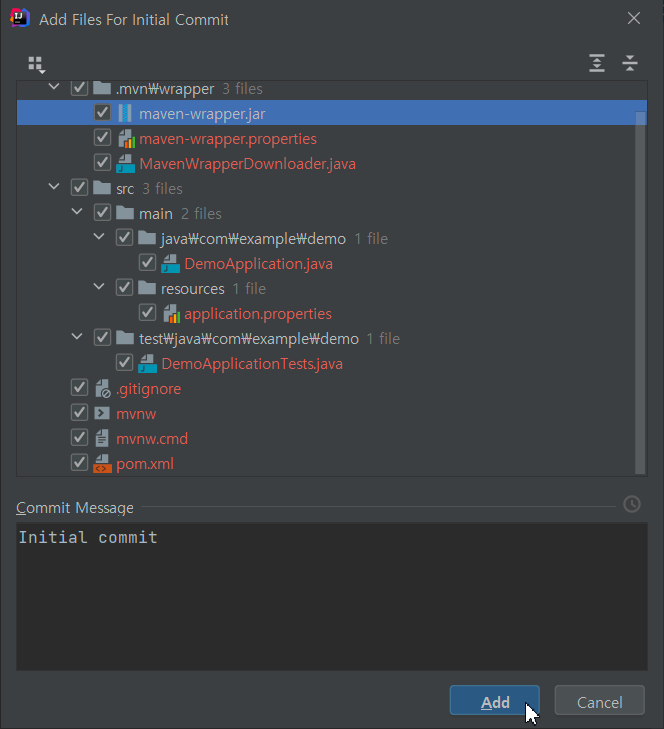 Add Files For Initial Commit
.mvn₩wrapper 3 files
maven-wrapper.jar
maven-wrapper.properties
MavenWrapperDownloader.java
src 3 files
main 2 files
java₩com₩example₩demo 1 file
DemoApplication.java
resources 1 file
application.properties
test₩java₩com₩example₩demo 1 file
DemoApplicationTests.java
.gitignore
mvnw
mvnw.cmd
pom.xml
Commit Message
Initial commit
Add Cancel